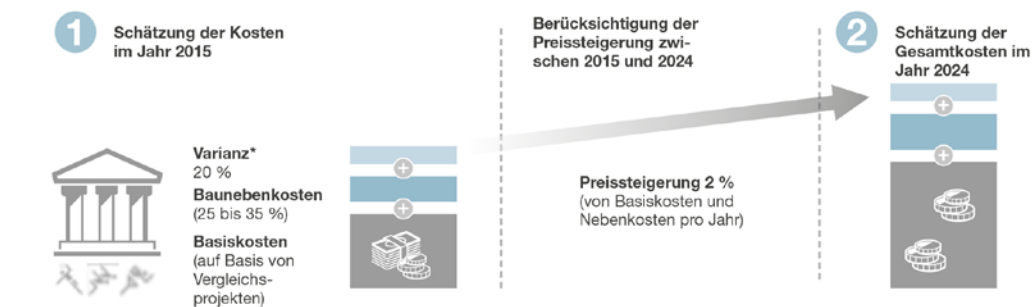 1
Schätzung der Kosten
im Jahr 2015
Berücksichtigung der
Preissteigerung zwi-
schen 2015 und 2024
2
Schätzung der
Gesamtkosten im
Jahr 2024
Varianz*
20 %
Baunebenkosten
(25 bis 35 %)
Basiskosten
(auf Basis von
Vergleichs-
projekten)
+
+
Preissteigerung 2 %
(von Basiskosten und
Nebenkosten pro Jahr)
+
+